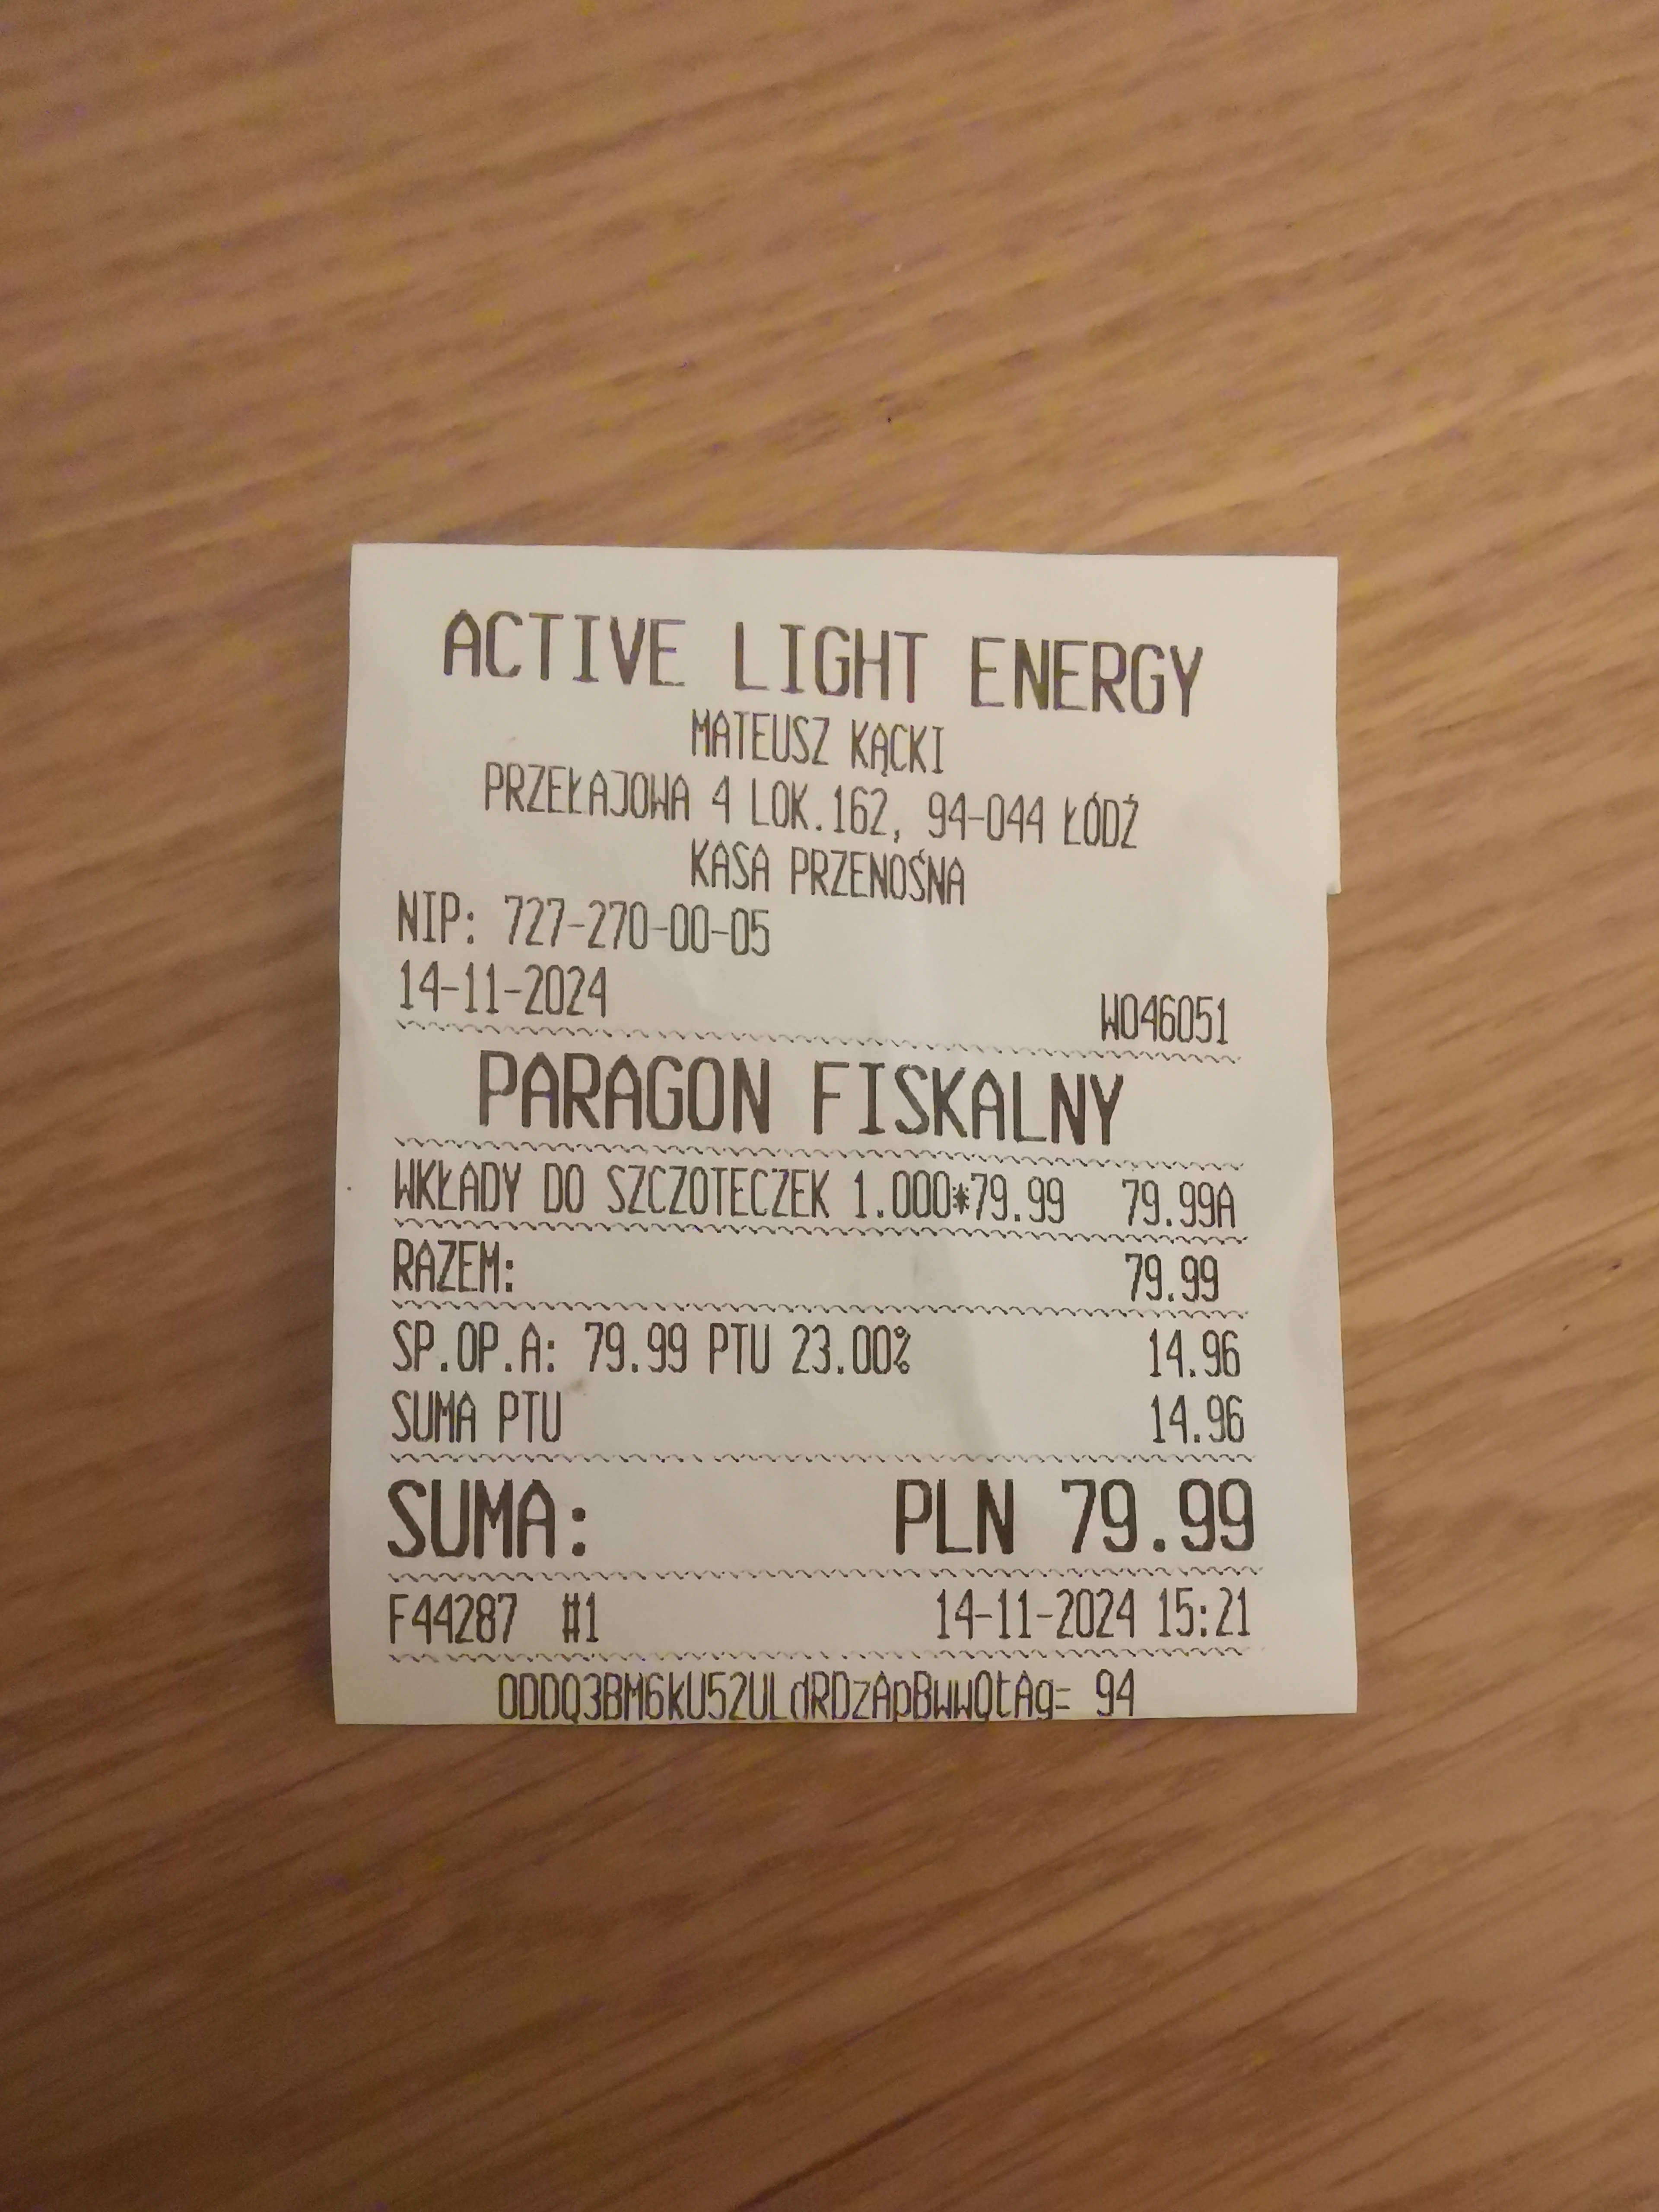 ACTIVE LIGHT ENERGY
MATEUSZ KĄCKI
PRZEŁAJOWA 4 LOK.162, 94-044 ŁÓDŹ
KASA PRZENOŚNA
NIP: 727-270-00-05
14-11-2024 W046051
PARAGON FISKALNY
WKŁADY DO SZCZOTECZEK 1.000*79.99 79.99A
RAZEM: 79.99
SP.OP.A: 79.99 PTU 23.00% 14.96
SUMA PTU 14.96
SUMA: PLN 79.99
F44287 #1 14-11-2024 15:21
94